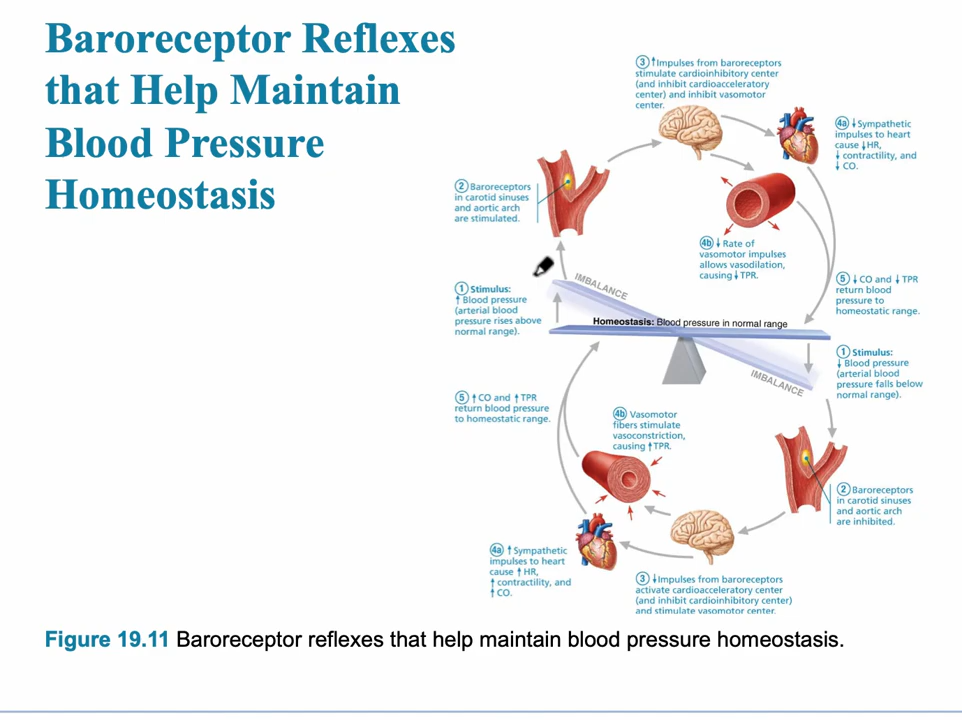 Baroreceptor Reflexes
that Help Maintain
Blood Pressure
Homeostasis
③ ↑ Impulses from baroreceptors
stimulate cardioinhibitory center
(and inhibit cardioacceleratory
center) and inhibit vasomotor
center.
④a ↓ Sympathetic
impulses to heart
cause ↓ HR,
↓ contractility, and
↓ CO.
② Baroreceptors
in carotid sinuses
and aortic arch
are stimulated.
④b ↓ Rate of
vasomotor impulses
allows vasodilation,
causing ↓ TPR.
① Stimulus:
↑ Blood pressure
(arterial blood
pressure rises above
normal range).
IMBALANCE
⑤ ↓ CO and ↓ TPR
return blood
pressure to
homeostatic range.
Homeostasis: Blood pressure in normal range
① Stimulus:
↓ Blood pressure
(arterial blood
pressure falls below
normal range).
IMBALANCE
⑤ ↑ CO and ↑ TPR
return blood pressure
to homeostatic range.
④b Vasomotor
fibers stimulate
vasoconstriction,
causing ↑ TPR.
② Baroreceptors
in carotid sinuses
and aortic arch
are inhibited.
④a ↑ Sympathetic
impulses to heart
cause ↑ HR,
↑ contractility, and
↑ CO.
③ ↓ Impulses from baroreceptors
activate cardioacceleratory center
(and inhibit cardioinhibitory center)
and stimulate vasomotor center.
Figure 19.11 Baroreceptor reflexes that help maintain blood pressure homeostasis.